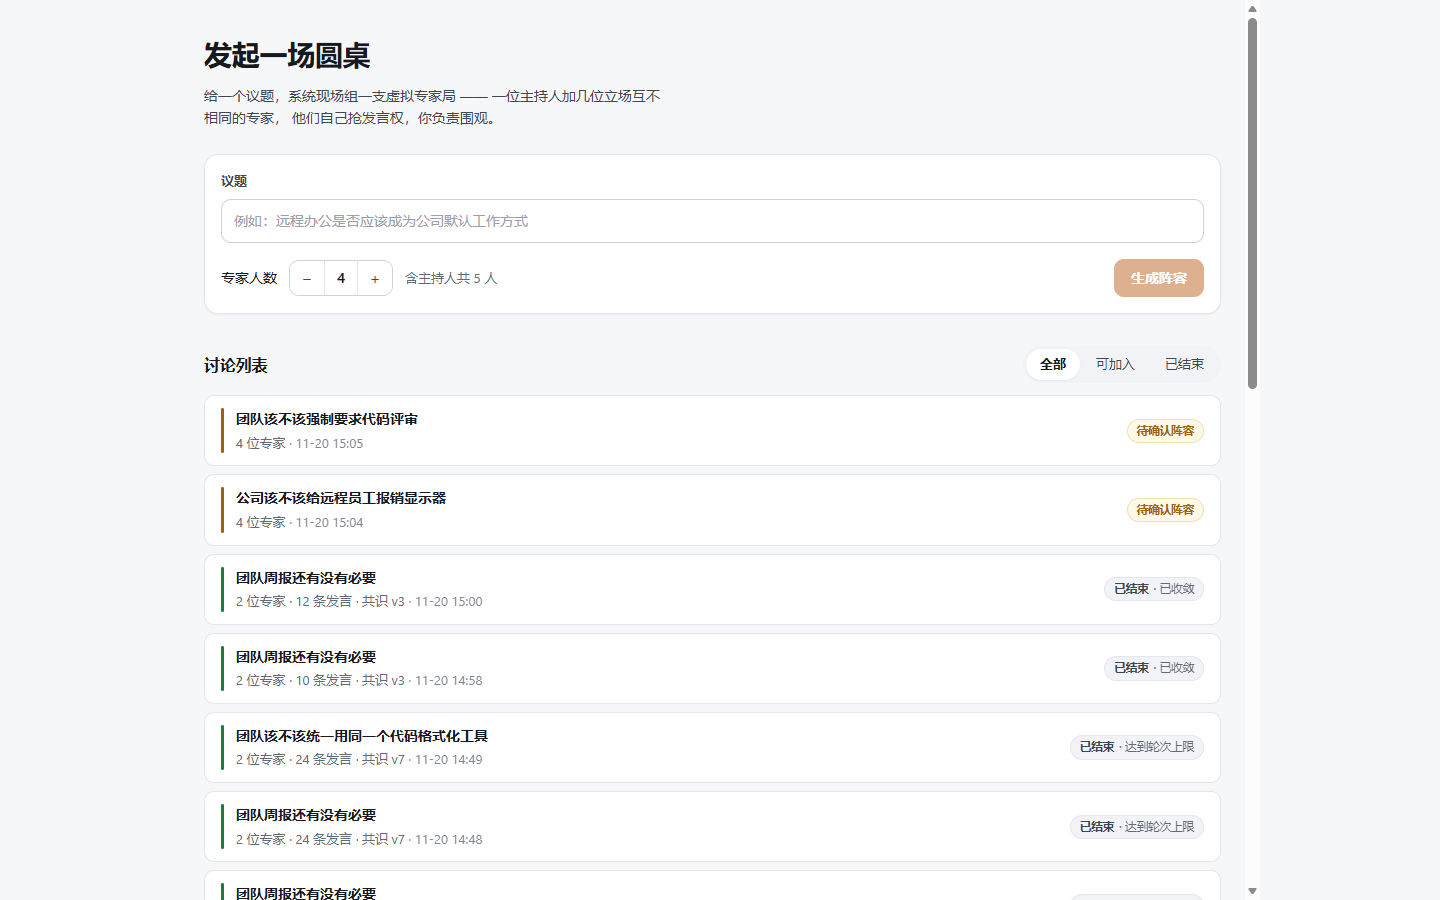 发起一场圆桌
给一个议题，系统现场组一支虚拟专家局 —— 一位主持人加几位立场互不
相同的专家， 他们自己抢发言权，你负责围观。
议题
例如：远程办公是否应该成为公司默认工作方式
专家人数 − 4 + 含主持人共 5 人 生成阵容
讨论列表 全部 可加入 已结束
团队该不该强制要求代码评审
4 位专家 · 11-20 15:05
待确认阵容
公司该不该给远程员工报销显示器
4 位专家 · 11-20 15:04
待确认阵容
团队周报还有没有必要
2 位专家 · 12 条发言 · 共识 v3 · 11-20 15:00
已结束 · 已收敛
团队周报还有没有必要
2 位专家 · 10 条发言 · 共识 v3 · 11-20 14:58
已结束 · 已收敛
团队该不该统一用同一个代码格式化工具
2 位专家 · 24 条发言 · 共识 v7 · 11-20 14:49
已结束 · 达到轮次上限
团队周报还有没有必要
2 位专家 · 24 条发言 · 共识 v7 · 11-20 14:48
已结束 · 达到轮次上限
团队周报还有没有必要